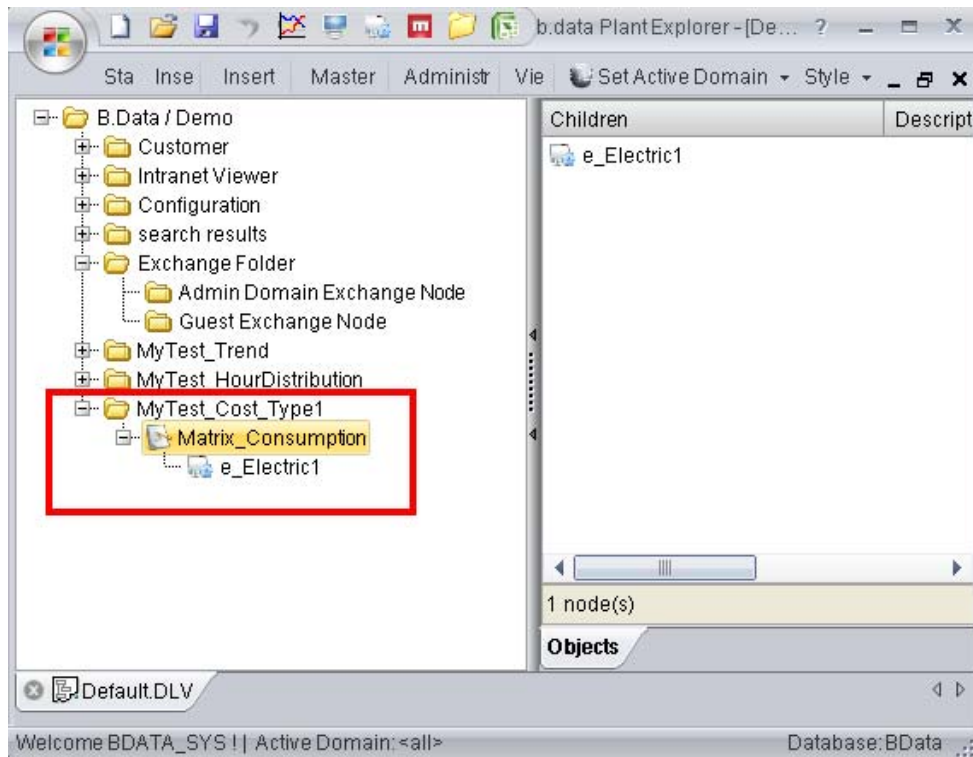 b.data Plant Explorer - [De... ?
Sta Inse Insert Master Administr Vie Set Active Domain Style
B.Data / Demo
Customer
Intranet Viewer
Configuration
search results
Exchange Folder
Admin Domain Exchange Node
Guest Exchange Node
MyTest_Trend
MyTest_HourDistribution
MyTest_Cost_Type1
Matrix_Consumption
e_Electric1
Children Descript
e_Electric1
1 node(s)
Objects
Default.DLV
Welcome BDATA_SYS ! | Active Domain: <all> Database: BData